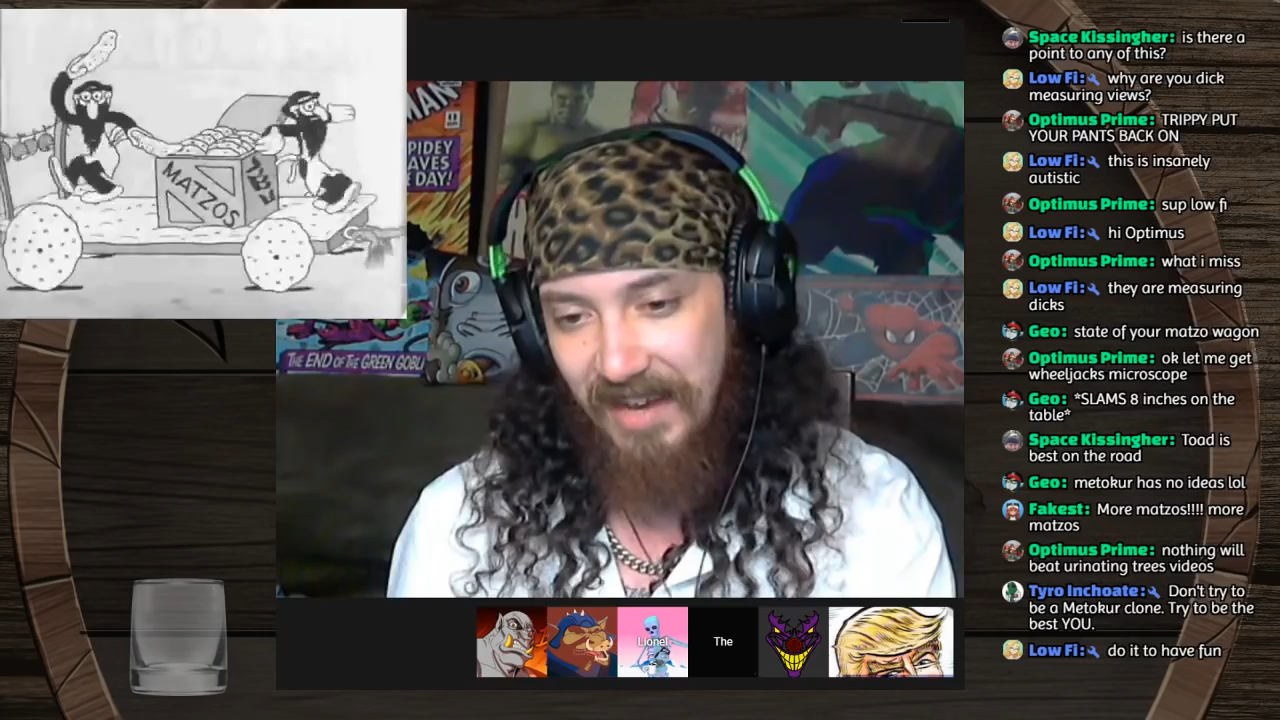 MATZOS
כשר
MAN
PIDEY
AVES
E DAY!
THE END OF THE GREEN GOBL
Lionel
The
Space Kissingher: is there a
point to any of this?
Low Fi: why are you dick
measuring views?
Optimus Prime: TRIPPY PUT
YOUR PANTS BACK ON
Low Fi: this is insanely
autistic
Optimus Prime: sup low fi
Low Fi: hi Optimus
Optimus Prime: what i miss
Low Fi: they are measuring
dicks
Geo: state of your matzo wagon
Optimus Prime: ok let me get
wheeljacks microscope
Geo: *SLAMS 8 inches on the
table*
Space Kissingher: Toad is
best on the road
Geo: metokur has no ideas lol
Fakest: More matzos!!!! more
matzos
Optimus Prime: nothing will
beat urinating trees videos
Tyro Inchoate: Don't try to
be a Metokur clone. Try to be the
best YOU.
Low Fi: do it to have fun